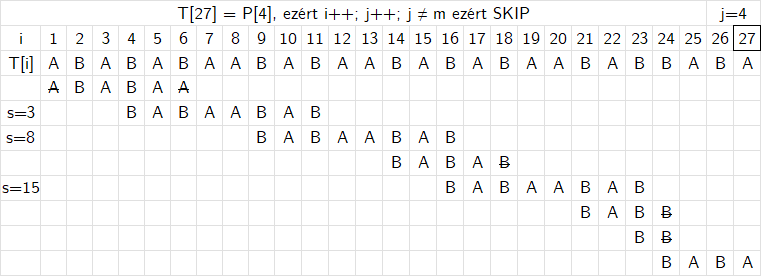 T[27] = P[4], ezért i++; j++; j ≠ m ezért SKIP j=4
i 1 2 3 4 5 6 7 8 9 10 11 12 13 14 15 16 17 18 19 20 21 22 23 24 25 26 27
T[i] A B A B A B A A B A B A A B A B A B A A B A B B A B A
A B A B A A
s=3 B A B A A B A B
s=8 B A B A A B A B
B A B A B
s=15 B A B A A B A B
B A B B
B B
B A B A